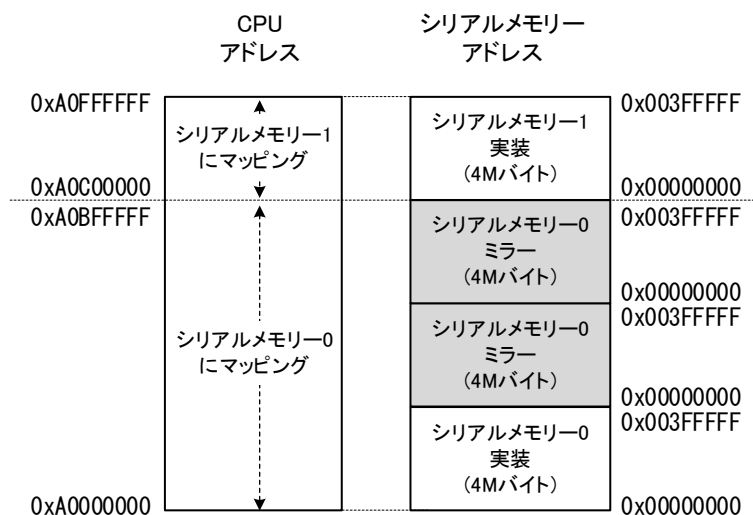 CPU
アドレス
シリアルメモリー
アドレス
0xA0FFFFFF
シリアルメモリー1
にマッピング
シリアルメモリー1
実装
(4Mバイト)
0x003FFFFF
0xA0C00000
0x00000000
0xA0BFFFFF
シリアルメモリー0
ミラー
(4Mバイト)
0x003FFFFF
0x00000000
シリアルメモリー0
にマッピング
シリアルメモリー0
ミラー
(4Mバイト)
0x003FFFFF
0x00000000
シリアルメモリー0
実装
(4Mバイト)
0x003FFFFF
0xA0000000
0x00000000